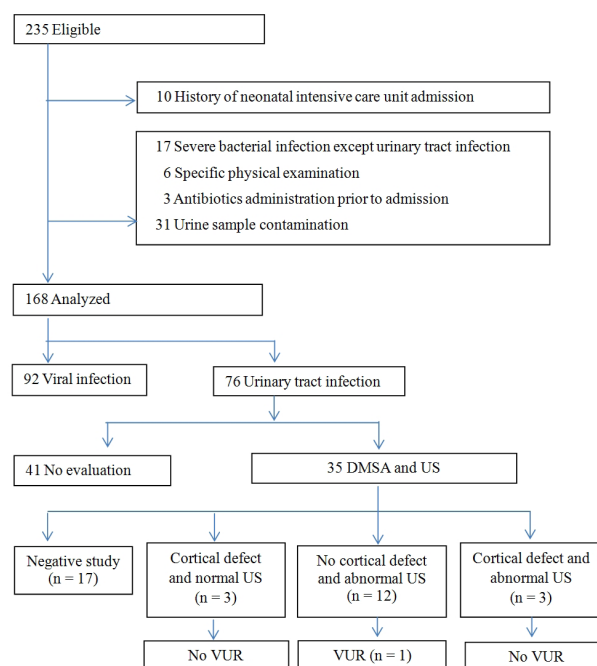 235 Eligible
10 History of neonatal intensive care unit admission
17 Severe bacterial infection except urinary tract infection
6 Specific physical examination
3 Antibiotics administration prior to admission
31 Urine sample contamination
168 Analyzed
92 Viral infection
76 Urinary tract infection
41 No evaluation
35 DMSA and US
Negative study
(n = 17)
Cortical defect
and normal US
(n = 3)
No cortical defect
and abnormal US
(n = 12)
Cortical defect and
abnormal US
(n = 3)
No VUR
VUR (n = 1)
No VUR